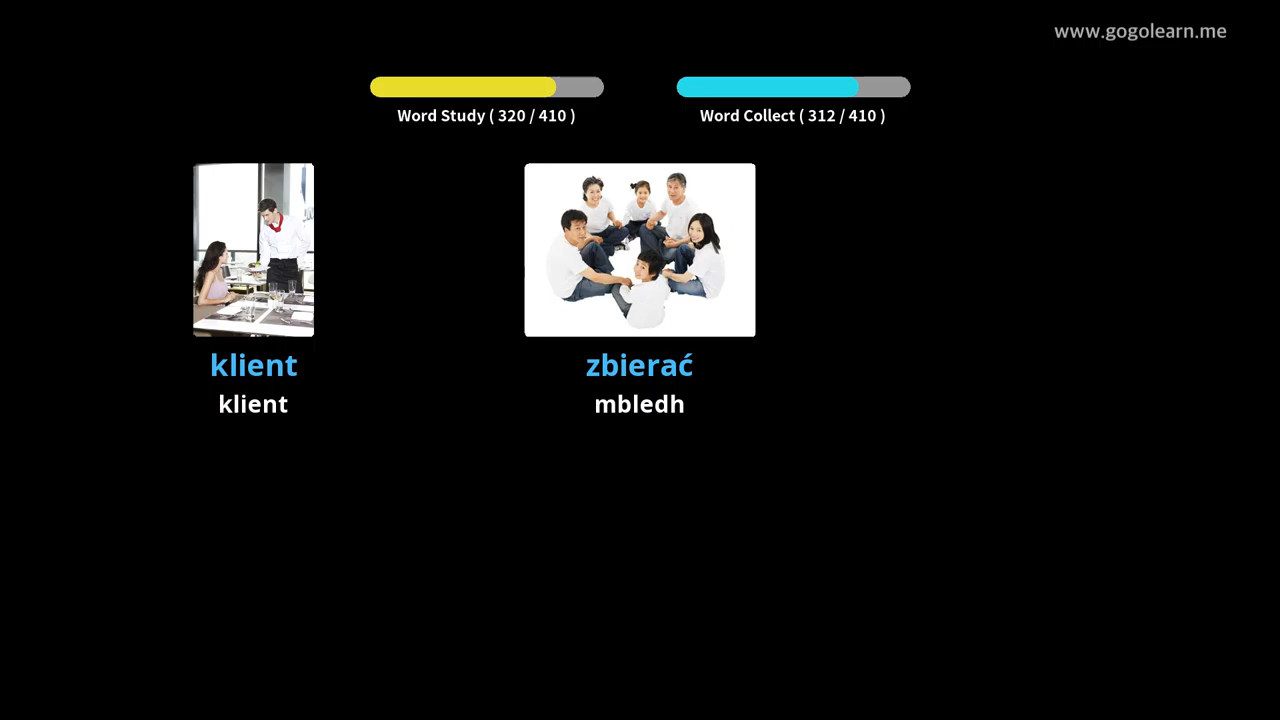 www.gogolearn.me
Word Study ( 320 / 410 )
Word Collect ( 312 / 410 )
klient
klient
zbierać
mbledh